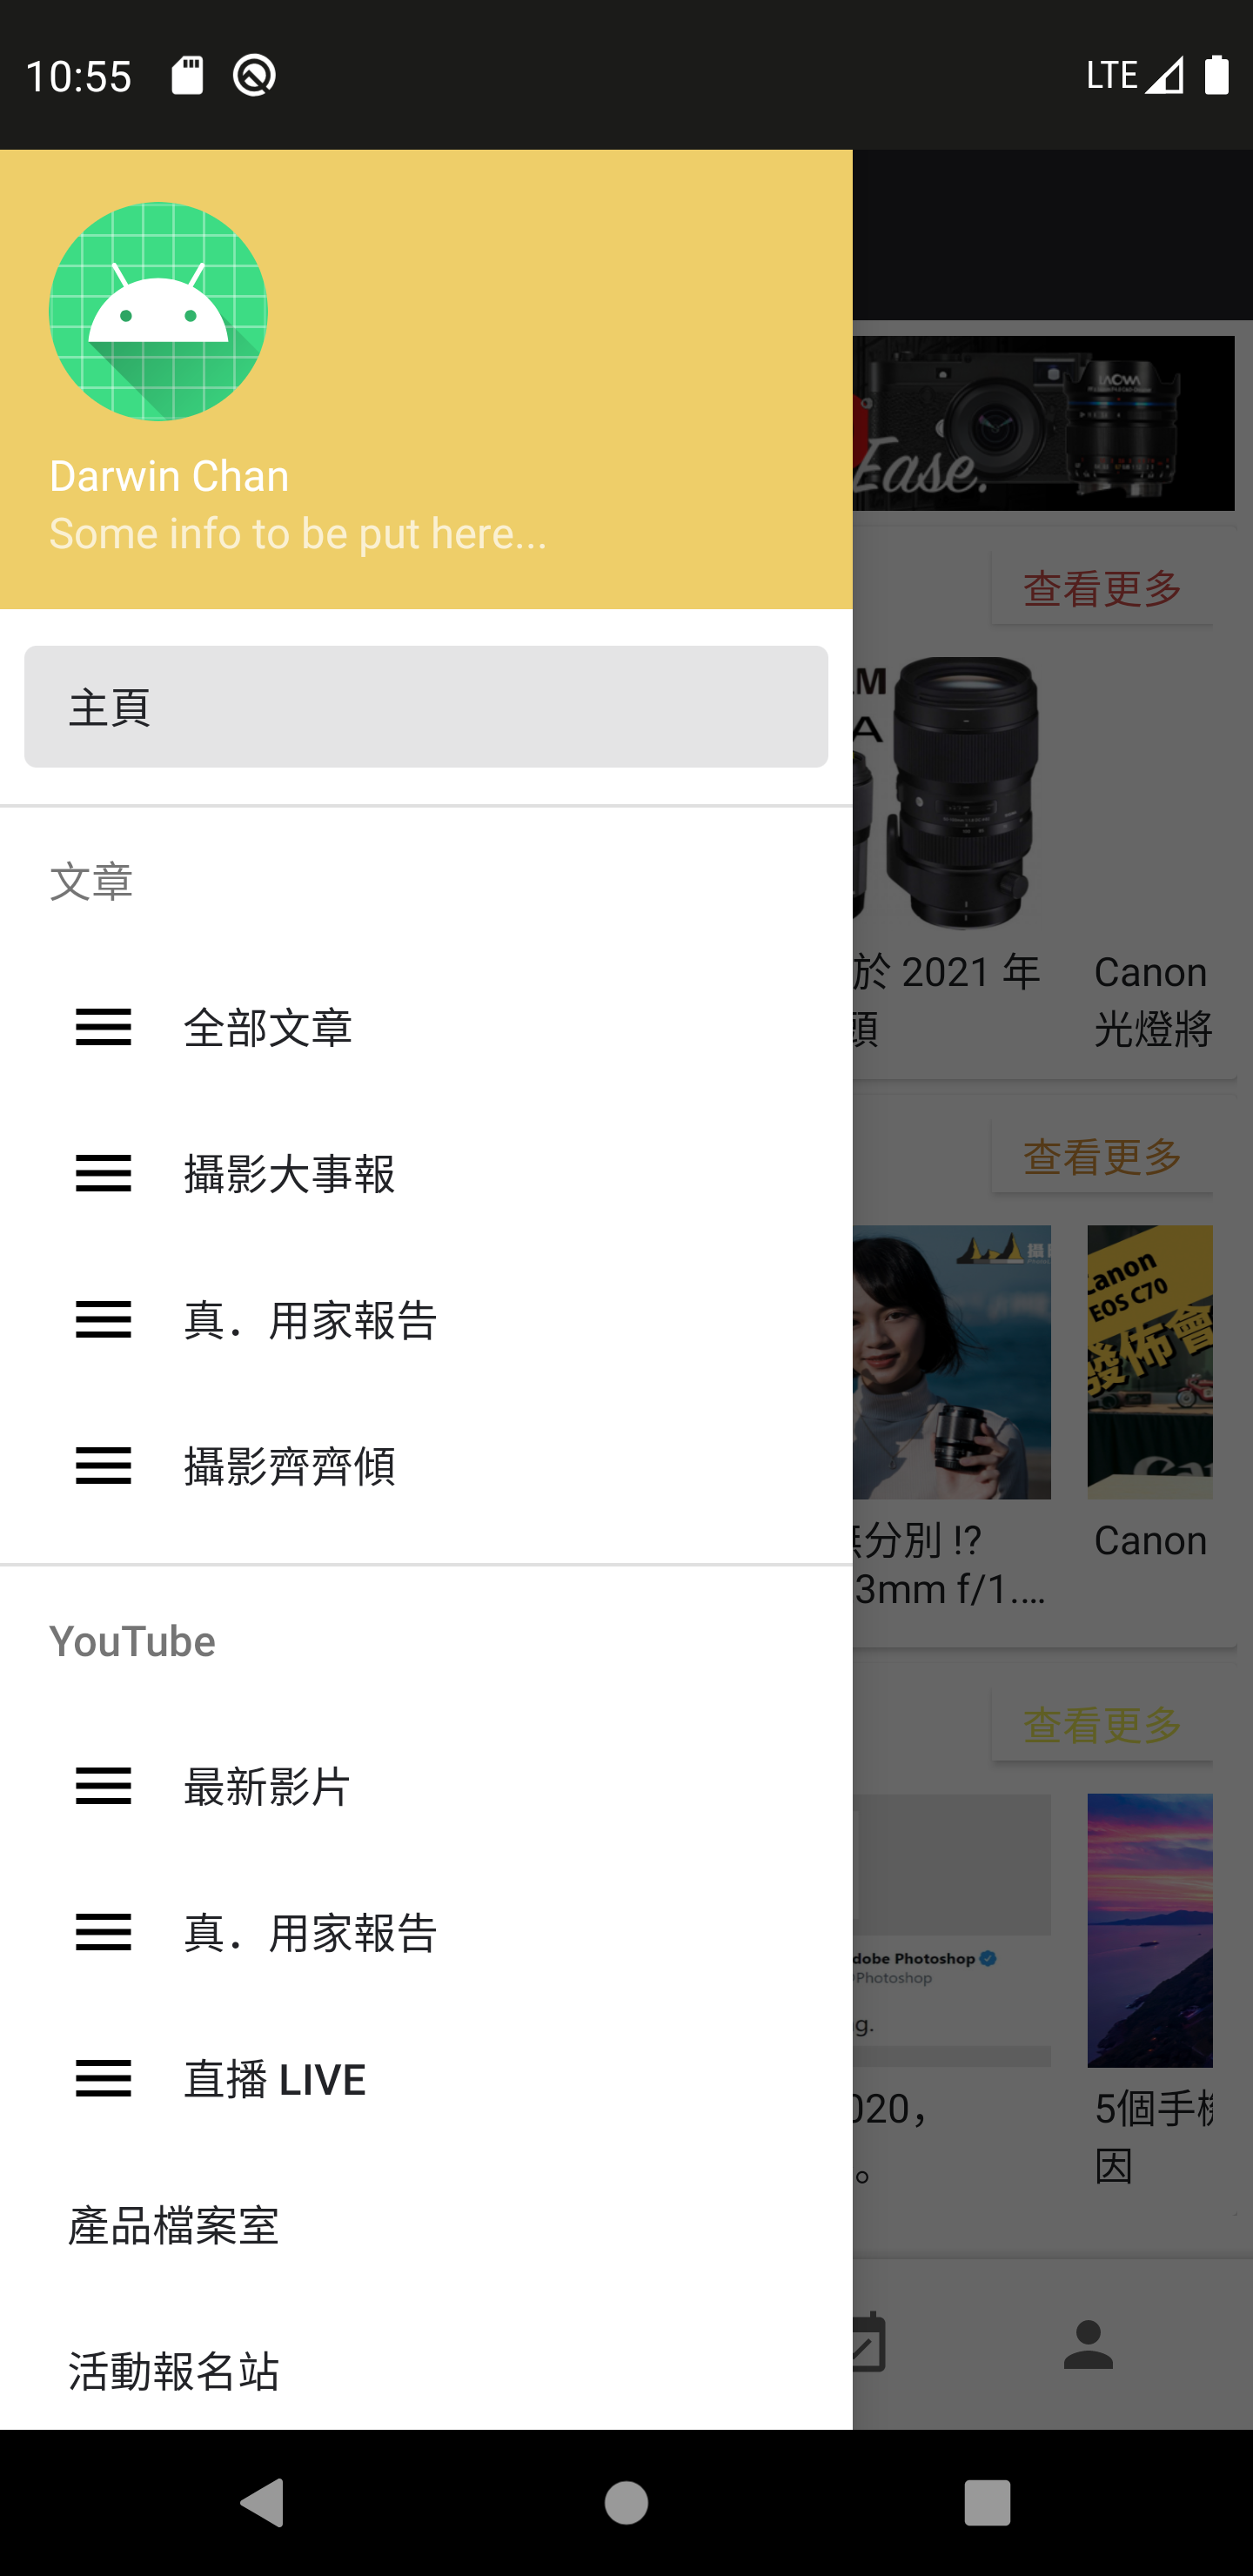 10:55
LTE
Darwin Chan
Some info to be put here...
主頁
文章
全部文章
攝影大事報
真．用家報告
攝影齊齊傾
YouTube
最新影片
真．用家報告
直播 LIVE
產品檔案室
活動報名站
LAOWA
Ease.
查看更多
M
A
於 2021 年
頭
Canon
光燈將
查看更多
攝
Canon
EOS C70
發佈會
無分別 !?
3mm f/1....
Canon
查看更多
dobe Photoshop
Photoshop
g.
020，
。
5個手機
因